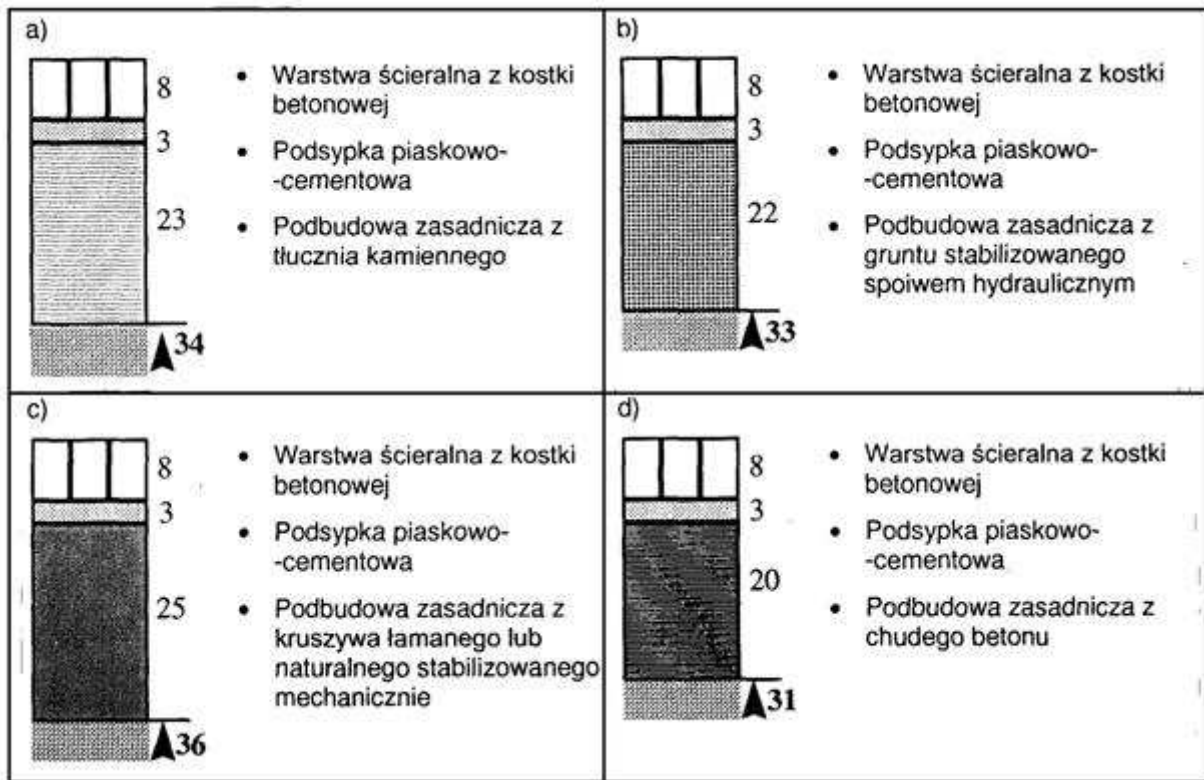 a)
8
3
23
34
• Warstwa ścieralna z kostki
betonowej
• Podsypka piaskowo-
-cementowa
• Podbudowa zasadnicza z
tłucznia kamiennego
b)
8
3
22
33
• Warstwa ścieralna z kostki
betonowej
• Podsypka piaskowo-
-cementowa
• Podbudowa zasadnicza z
gruntu stabilizowanego
spoiwem hydraulicznym
c)
8
3
25
36
• Warstwa ścieralna z kostki
betonowej
• Podsypka piaskowo-
-cementowa
• Podbudowa zasadnicza z
kruszywa łamanego lub
naturalnego stabilizowanego
mechanicznie
d)
8
3
20
31
• Warstwa ścieralna z kostki
betonowej
• Podsypka piaskowo-
-cementowa
• Podbudowa zasadnicza z
chudego betonu